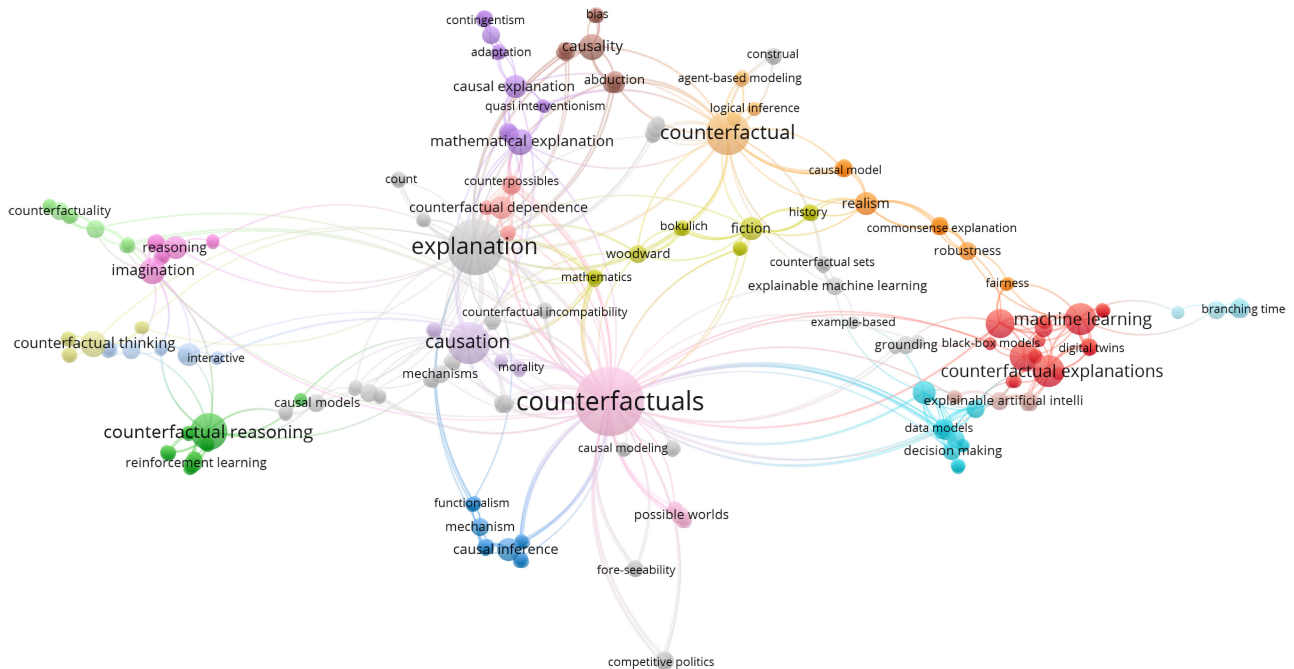 contingentism
bias
adaptation
causality
construal
causal explanation
abduction
agent-based modeling
quasi interventionism
logical inference
mathematical explanation
counterfactual
causal model
count
counterpossibles
counterfactuality
counterfactual dependence
realism
history
explanation
bokulich
fiction
commonsense explanation
reasoning
woodward
robustness
imagination
mathematics
counterfactual sets
explainable machine learning
fairness
counterfactual incompatibility
example-based
machine learning
branching time
counterfactual thinking
interactive
causation
grounding
black-box models
digital twins
mechanisms
morality
counterfactual explanations
causal models
counterfactuals
explainable artificial intelli
counterfactual reasoning
data models
reinforcement learning
causal modeling
decision making
functionalism
mechanism
possible worlds
causal inference
fore-seeability
competitive politics